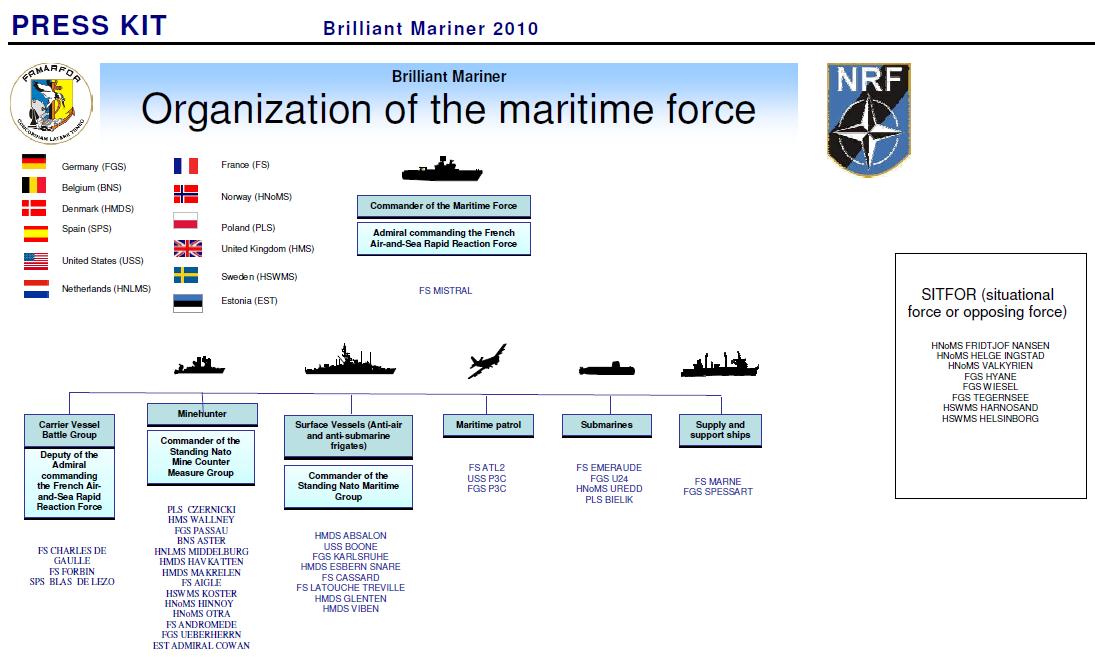 PRESS KIT
Brilliant Mariner 2010
FRMARFOR
Brilliant Mariner
Organization of the maritime force
NRF
Germany (FGS)
Belgium (BNS)
Denmark (HMDS)
Spain (SPS)
United States (USS)
Netherlands (HNLMS)
France (FS)
Norway (HNoMS)
Poland (PLS)
United Kingdom (HMS)
Sweden (HSWMS)
Estonia (EST)
Commander of the Maritime Force
Admiral commanding the French
Air-and-Sea Rapid Reaction Force
FS MISTRAL
SITFOR (situational
force or opposing force)
HNoMS FRIDTJOF NANSEN
HNoMS HELGE INGSTAD
HNoMS VALKYRIEN
FGS HYANE
FGS WIESEL
FGS TEGERNSEE
HSWMS HARNOSAND
HSWMS HELSINBORG
Carrier Vessel
Battle Group
Deputy of the
Admiral
commanding
the French Air-
and-Sea Rapid
Reaction Force
FS CHARLES DE
GAULLE
FS FORBIN
SPS BLAS DE LEZO
Minehunter
Commander of the
Standing Nato
Mine Counter
Measure Group
PLS CZERNICKI
HMS WALLNEY
FGS PASSAU
BNS ASTER
HNLMS MIDDELBURG
HMDS HAVKATTEN
HMDS MAKRELEN
FS AIGLE
HSWMS KOSTER
HNoMS HINNOY
HNoMS OTRA
FS ANDROMEDE
FGS UEBERHERRN
EST ADMIRAL COWAN
Surface Vessels (Anti-air
and anti-submarine
frigates)
Commander of the
Standing Nato Maritime
Group
HMDS ABSALON
USS BOONE
FGS KARLSRUHE
HMDS ESBERN SNARE
FS CASSARD
FS LATOUCHE TREVILLE
HMDS GLENTEN
HMDS VIBEN
Maritime patrol
FS ATL2
USS P3C
FGS P3C
Submarines
FS EMERAUDE
FGS U24
HNoMS UREDD
PLS BIELIK
Supply and
support ships
FS MARNE
FGS SPESSART